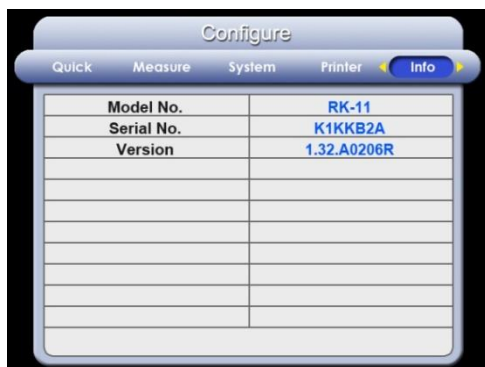 Configure
Quick Measure System Printer Info
Model No. RK-11
Serial No. K1KKB2A
Version 1.32.A0206R